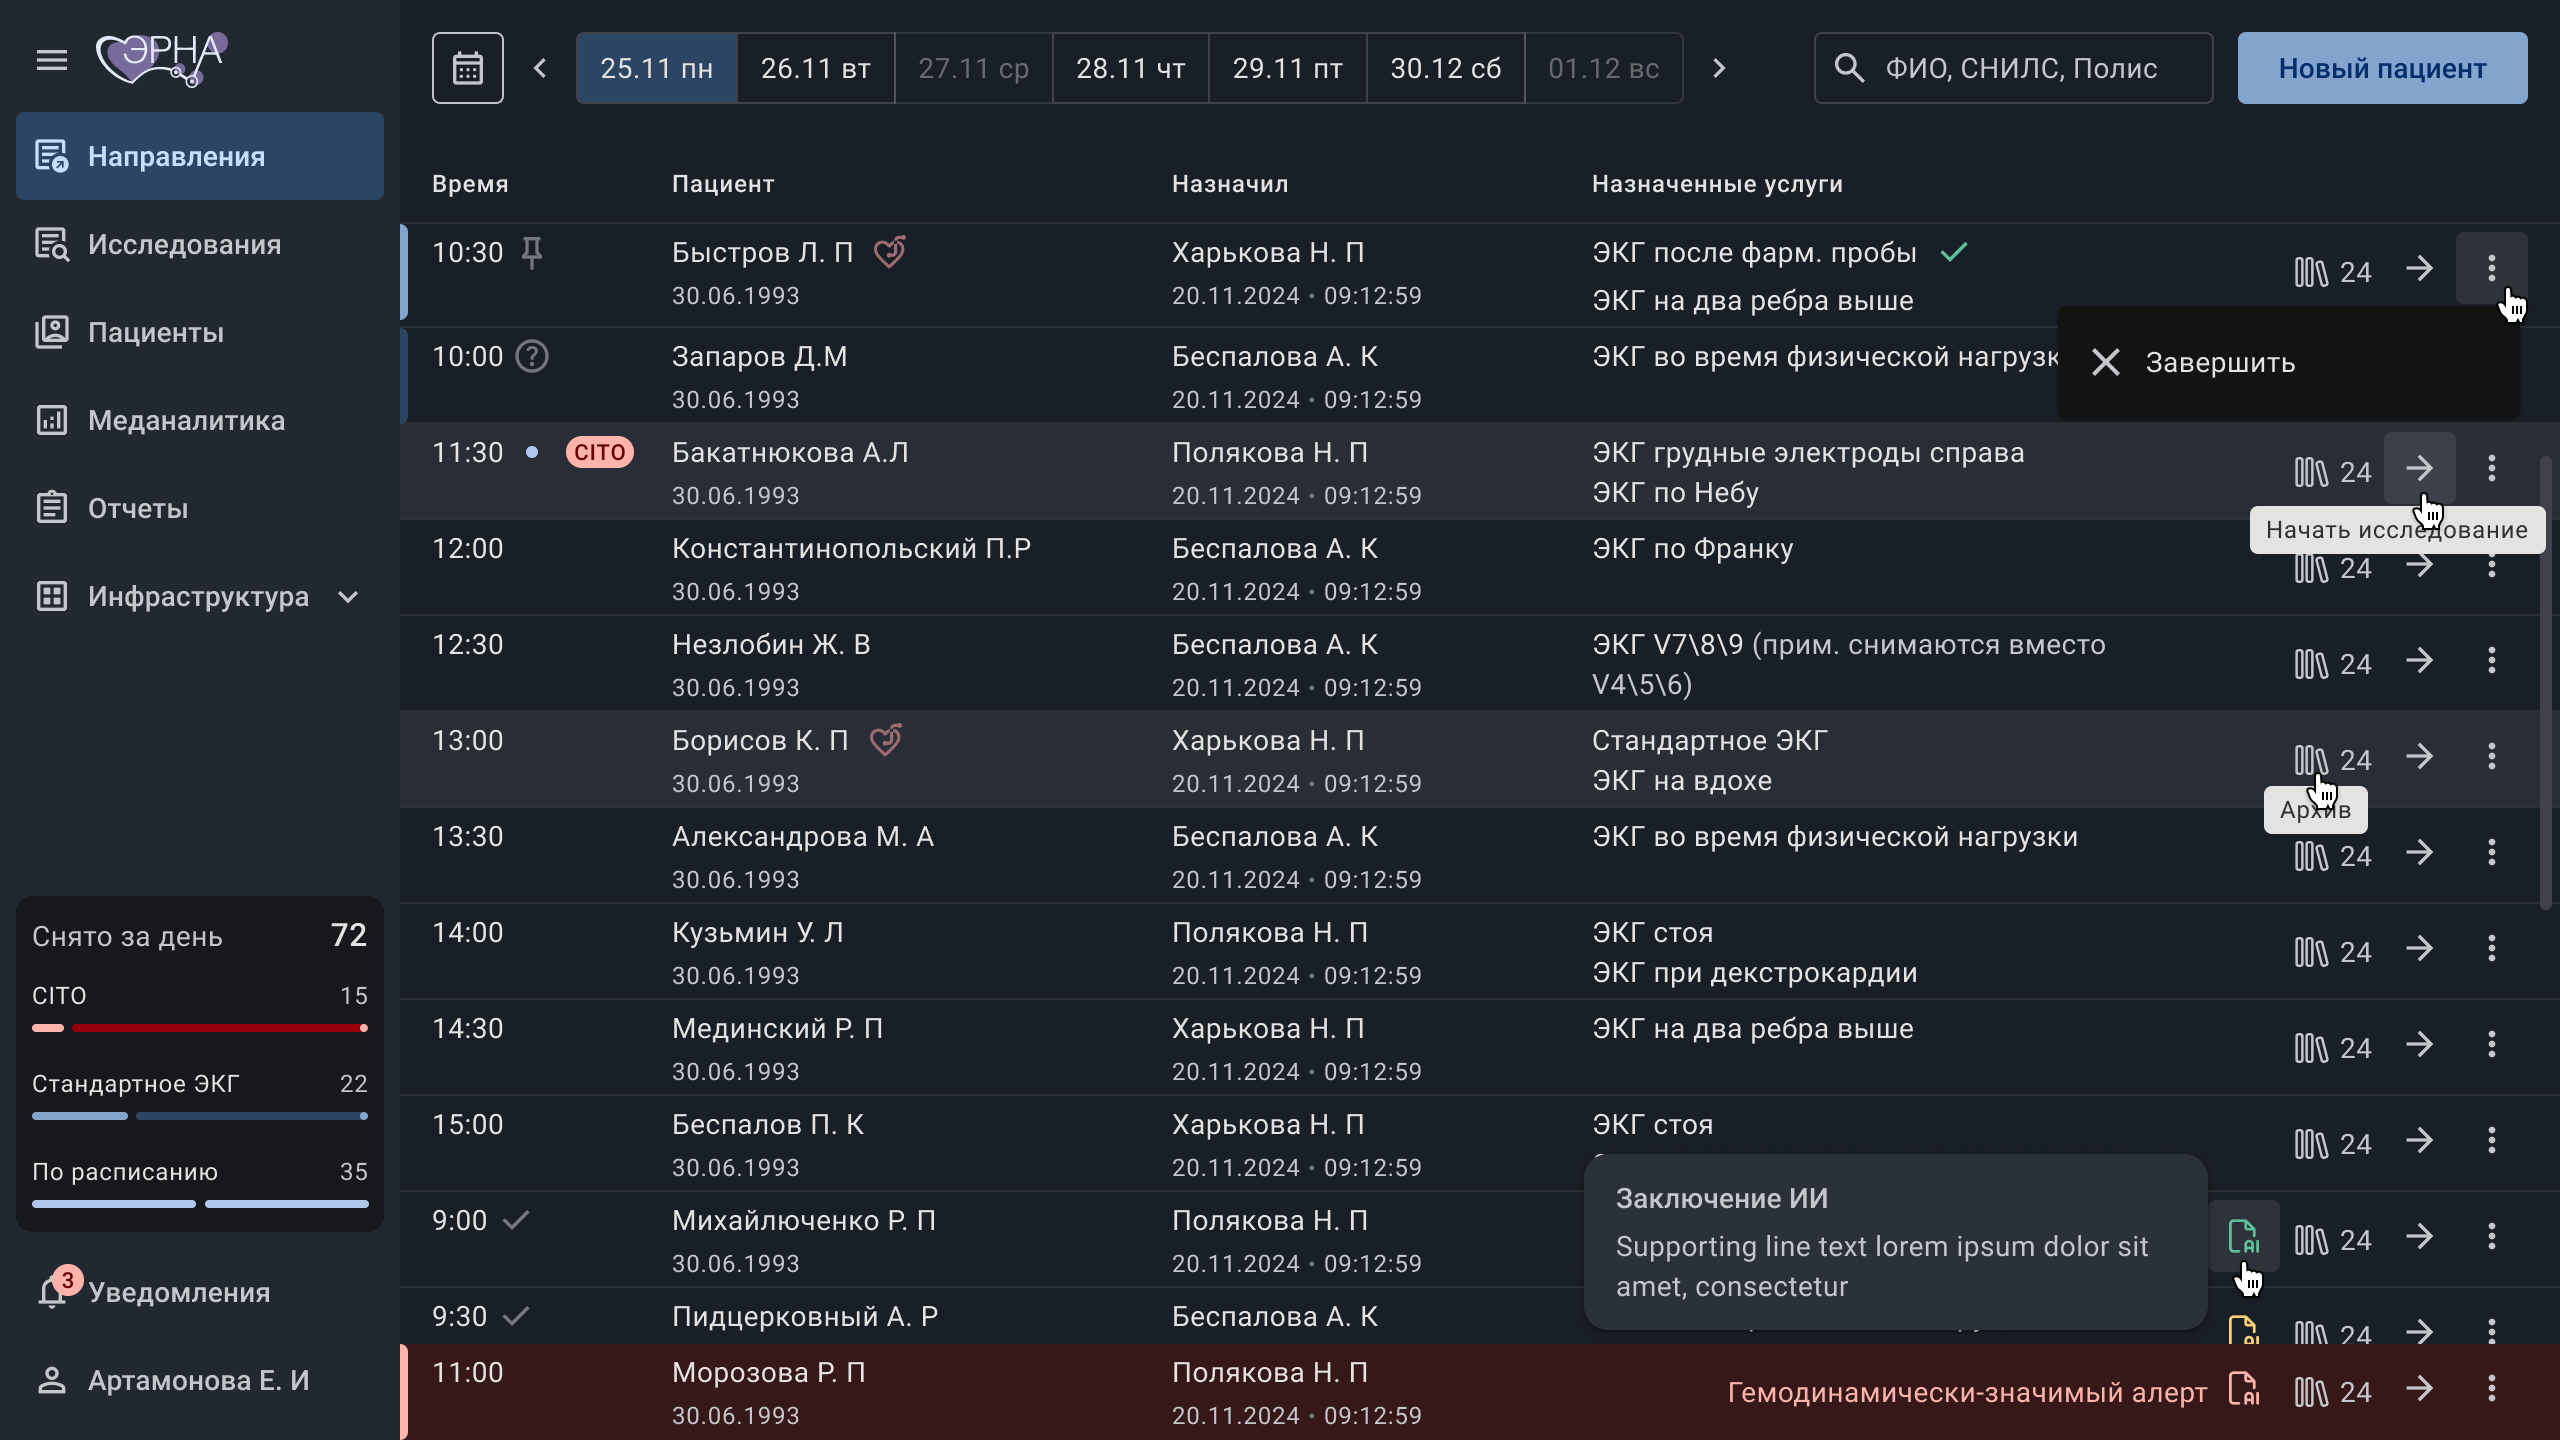 ЭРНА
Направления
Исследования
Пациенты
Меданалитика
Отчеты
Инфраструктура
Снято за день 72
CITO 15
Стандартное ЭКГ 22
По расписанию 35
3
Уведомления
Артамонова Е. И
25.11 пн 26.11 вт 27.11 ср 28.11 чт 29.11 пт 30.12 сб 01.12 вс
ФИО, СНИЛС, Полис
Новый пациент
Время Пациент Назначил Назначенные услуги
10:30 Быстров Л. П Харькова Н. П ЭКГ после фарм. пробы 24
30.06.1993 20.11.2024 • 09:12:59 ЭКГ на два ребра выше
Завершить
10:00 Запаров Д.М Беспалова А. К ЭКГ во время физической нагрузк
30.06.1993 20.11.2024 • 09:12:59
11:30 CITO Бакатнюкова А.Л Полякова Н. П ЭКГ грудные электроды справа 24
30.06.1993 20.11.2024 • 09:12:59 ЭКГ по Небу
Начать исследование
12:00 Константинопольский П.Р Беспалова А. К ЭКГ по Франку 24
30.06.1993 20.11.2024 • 09:12:59
12:30 Незлобин Ж. В Беспалова А. К ЭКГ V7\8\9 (прим. снимаются вместо 24
30.06.1993 20.11.2024 • 09:12:59 V4\5\6)
13:00 Борисов К. П Харькова Н. П Стандартное ЭКГ 24
30.06.1993 20.11.2024 • 09:12:59 ЭКГ на вдохе
Архив
13:30 Александрова М. А Беспалова А. К ЭКГ во время физической нагрузки 24
30.06.1993 20.11.2024 • 09:12:59
14:00 Кузьмин У. Л Полякова Н. П ЭКГ стоя 24
30.06.1993 20.11.2024 • 09:12:59 ЭКГ при декстрокардии
14:30 Мединский Р. П Харькова Н. П ЭКГ на два ребра выше 24
30.06.1993 20.11.2024 • 09:12:59
15:00 Беспалов П. К Харькова Н. П ЭКГ стоя 24
30.06.1993 20.11.2024 • 09:12:59
Заключение ИИ
Supporting line text lorem ipsum dolor sit
amet, consectetur
9:00 Михайлюченко Р. П Полякова Н. П AI 24
30.06.1993 20.11.2024 • 09:12:59
9:30 Пидцерковный А. Р Беспалова А. К AI 24
11:00 Морозова Р. П Полякова Н. П Гемодинамически-значимый алерт AI 24
30.06.1993 20.11.2024 • 09:12:59